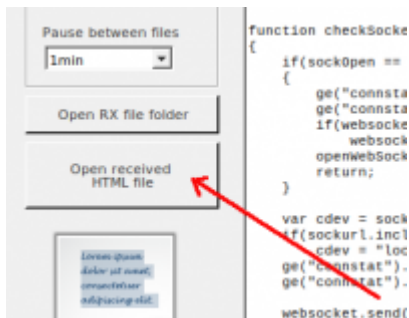 Pause between files
1min
Open RX file folder
Open received
HTML file
Lorem ipsum
dolor sit amet,
consectetuer
adipiscing elit.
function checkSocke
{
if(sockOpen ==
{
ge("connsta
ge("connsta
if(websocke
websock
openWebSock
return;
}
var cdev = sock
if(sockurl.incl
cdev = "loc
ge("connstat").
ge("connstat").
websocket.send(